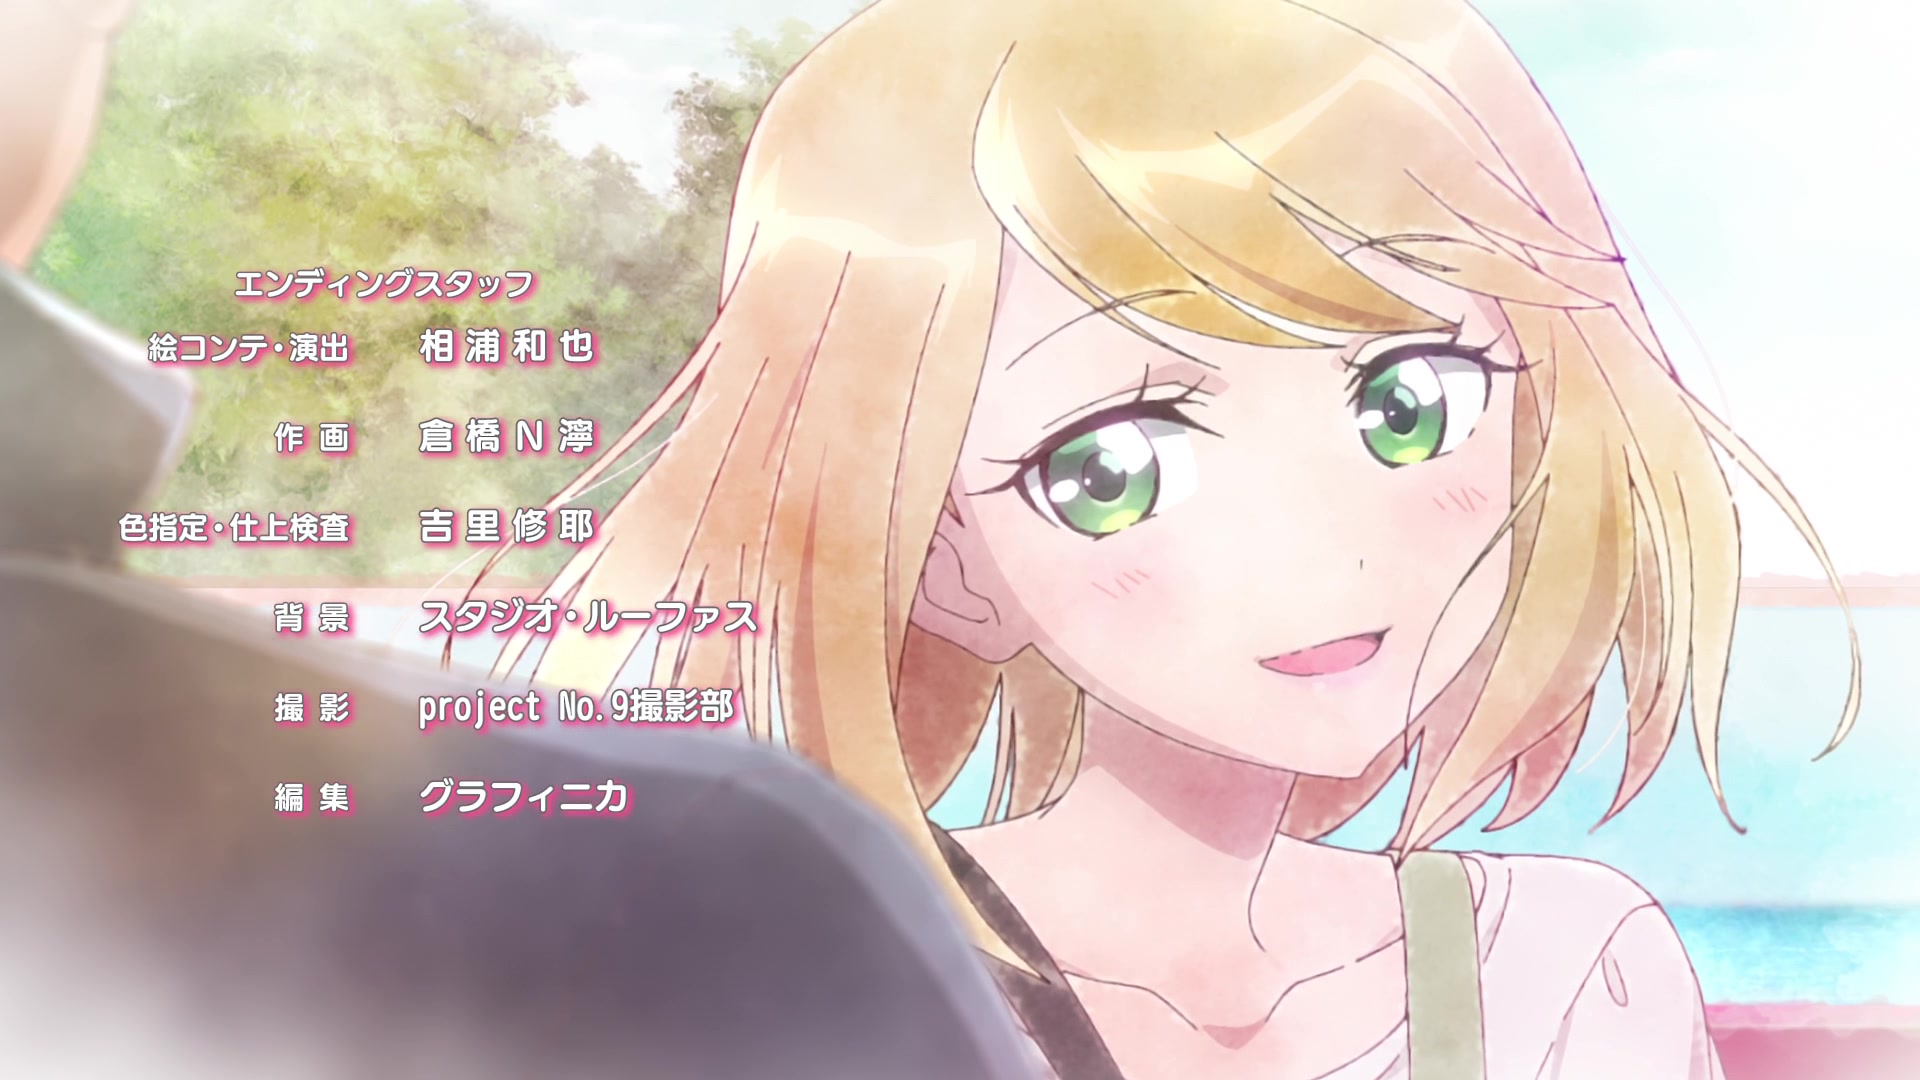 エンディングスタッフ
絵コンテ・演出 相浦和也
作画 倉橋N濘
色指定・仕上検査 吉里修耶
背景 スタジオ・ルーファス
撮影 project No.9撮影部
編集 グラフィニカ